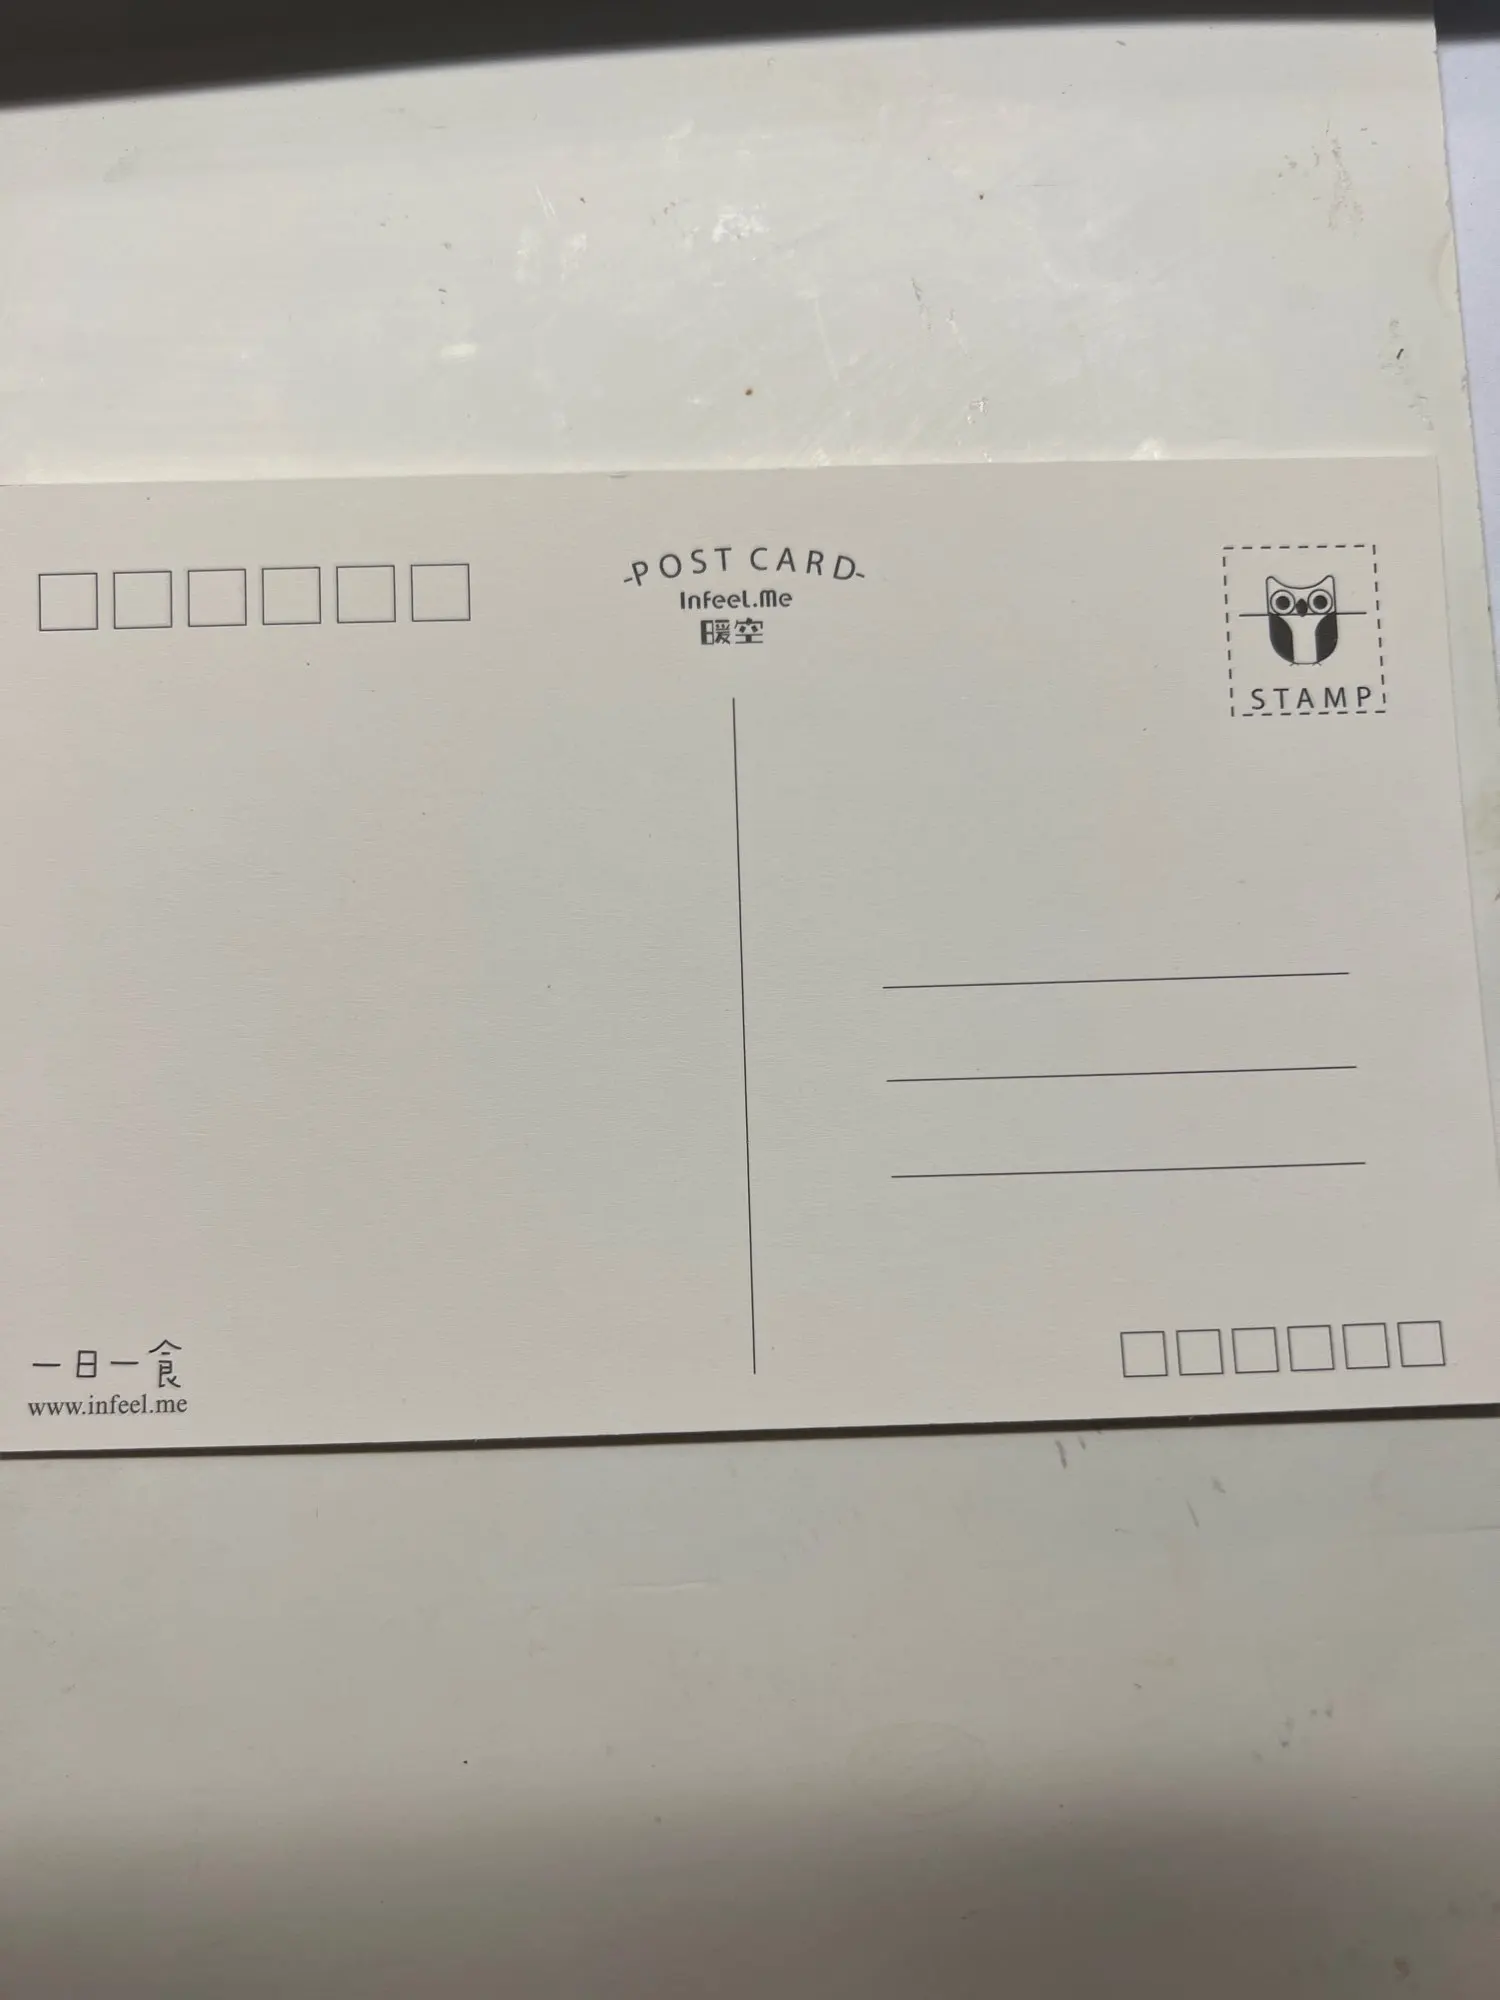 -POST CARD-
Infeel.Me
暖空
STAMP
一日一食
www.infeel.me